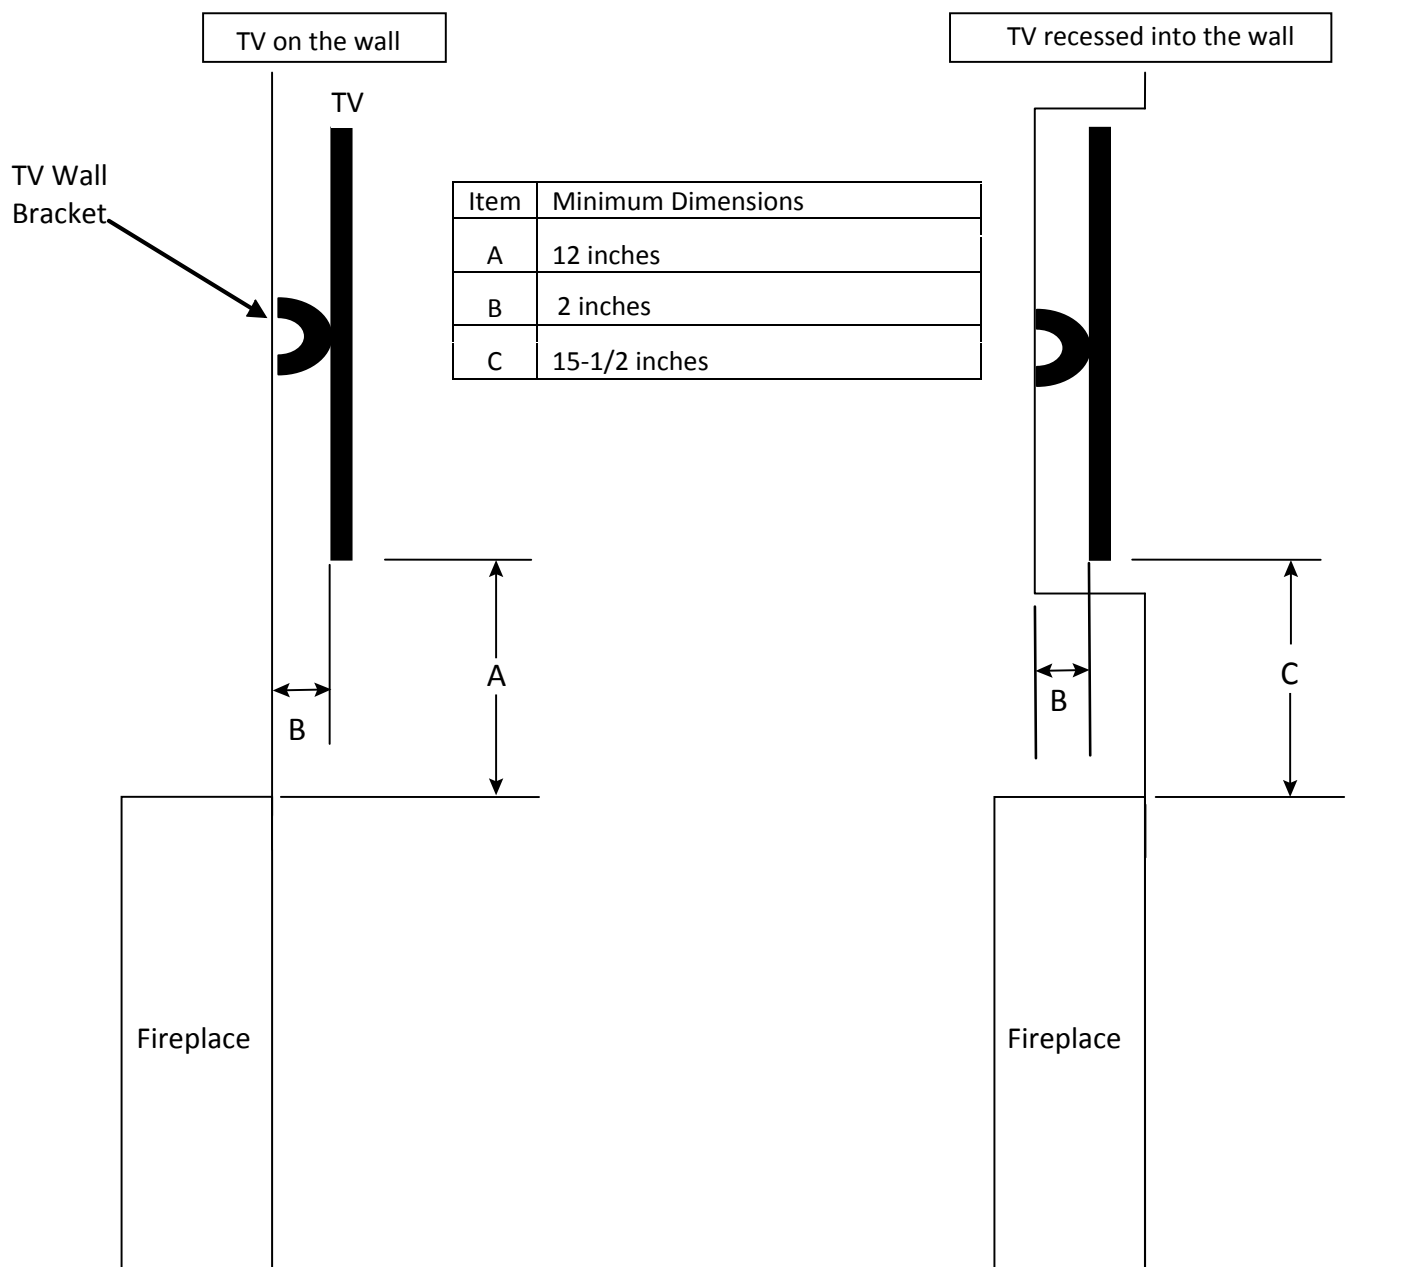 TV on the wall
TV recessed into the wall
TV
TV Wall
Bracket
Item Minimum Dimensions
A 12 inches
B 2 inches
C 15-1/2 inches
A
B
C
B
Fireplace
Fireplace